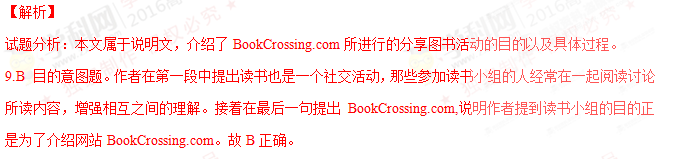 【解析】
试题分析：本文属于说明文，介绍了 BookCrossing.com 所进行的分享图书活动的目的以及具体过程。
9.B 目的意图题。作者在第一段中提出读书也是一个社交活动，那些参加读书小组的人经常在一起阅读讨论
所读内容，增强相互之间的理解。接着在最后一句提出 BookCrossing.com,说明作者提到读书小组的目的正
是为了介绍网站 BookCrossing.com。故 B 正确。